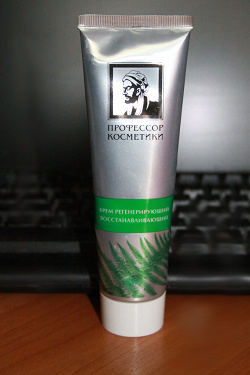 ПРОФЕССОР
КОСМЕТИКИ
КРЕМ РЕГЕНЕРИРУЮЩИЙ
ВОССТАНАВЛИВАЮЩИЙ